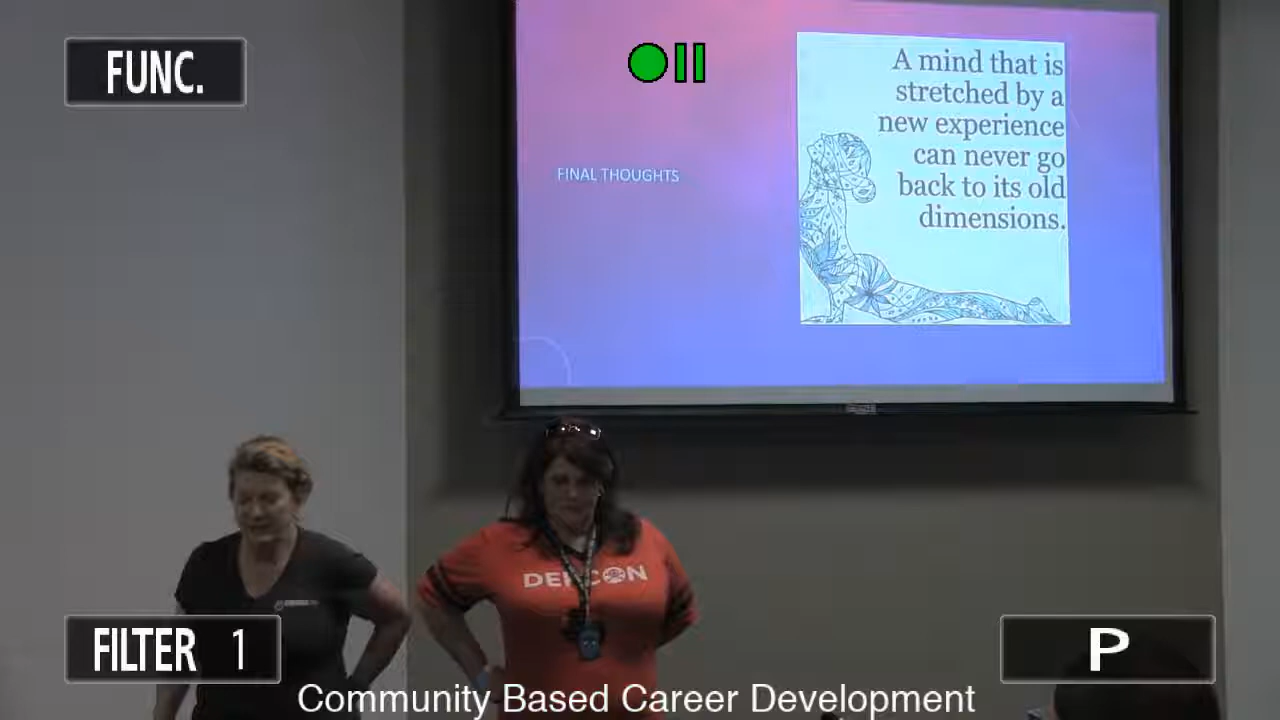 FUNC.
A mind that is
stretched by a
new experience
can never go
back to its old
dimensions.
FINAL THOUGHTS
DEFCON
FILTER 1
P
Community Based Career Development